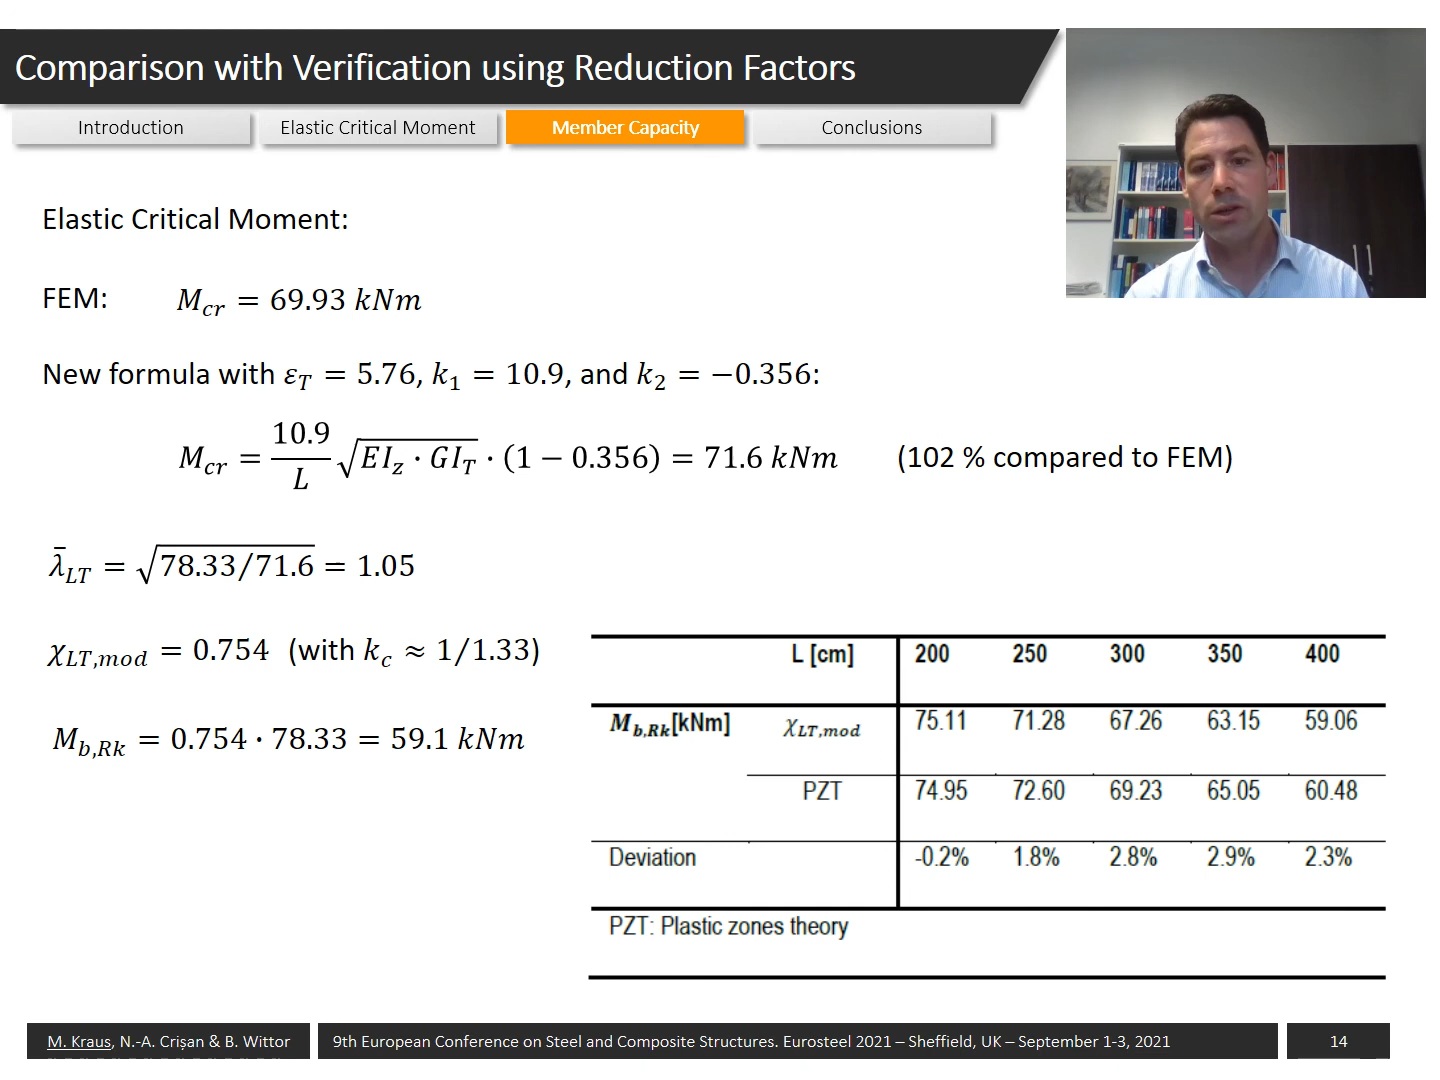 Comparison with Verification using Reduction Factors
Introduction
Elastic Critical Moment
Member Capacity
Conclusions
Elastic Critical Moment:
FEM: M_cr = 69.93 kNm
New formula with ε_T = 5.76, k_1 = 10.9, and k_2 = −0.356:
M_cr = 10.9/L √(EI_z · GI_T) · (1 − 0.356) = 71.6 kNm (102 % compared to FEM)
λ̄_LT = √(78.33/71.6) = 1.05
χ_LT,mod = 0.754 (with k_c ≈ 1/1.33)
M_b,Rk = 0.754 · 78.33 = 59.1 kNm
L [cm] 200 250 300 350 400
M_b,Rk[kNm] χ_LT,mod 75.11 71.28 67.26 63.15 59.06
PZT 74.95 72.60 69.23 65.05 60.48
Deviation -0.2% 1.8% 2.8% 2.9% 2.3%
PZT: Plastic zones theory
M. Kraus, N.-A. Crișan & B. Wittor
9th European Conference on Steel and Composite Structures. Eurosteel 2021 – Sheffield, UK – September 1-3, 2021
14